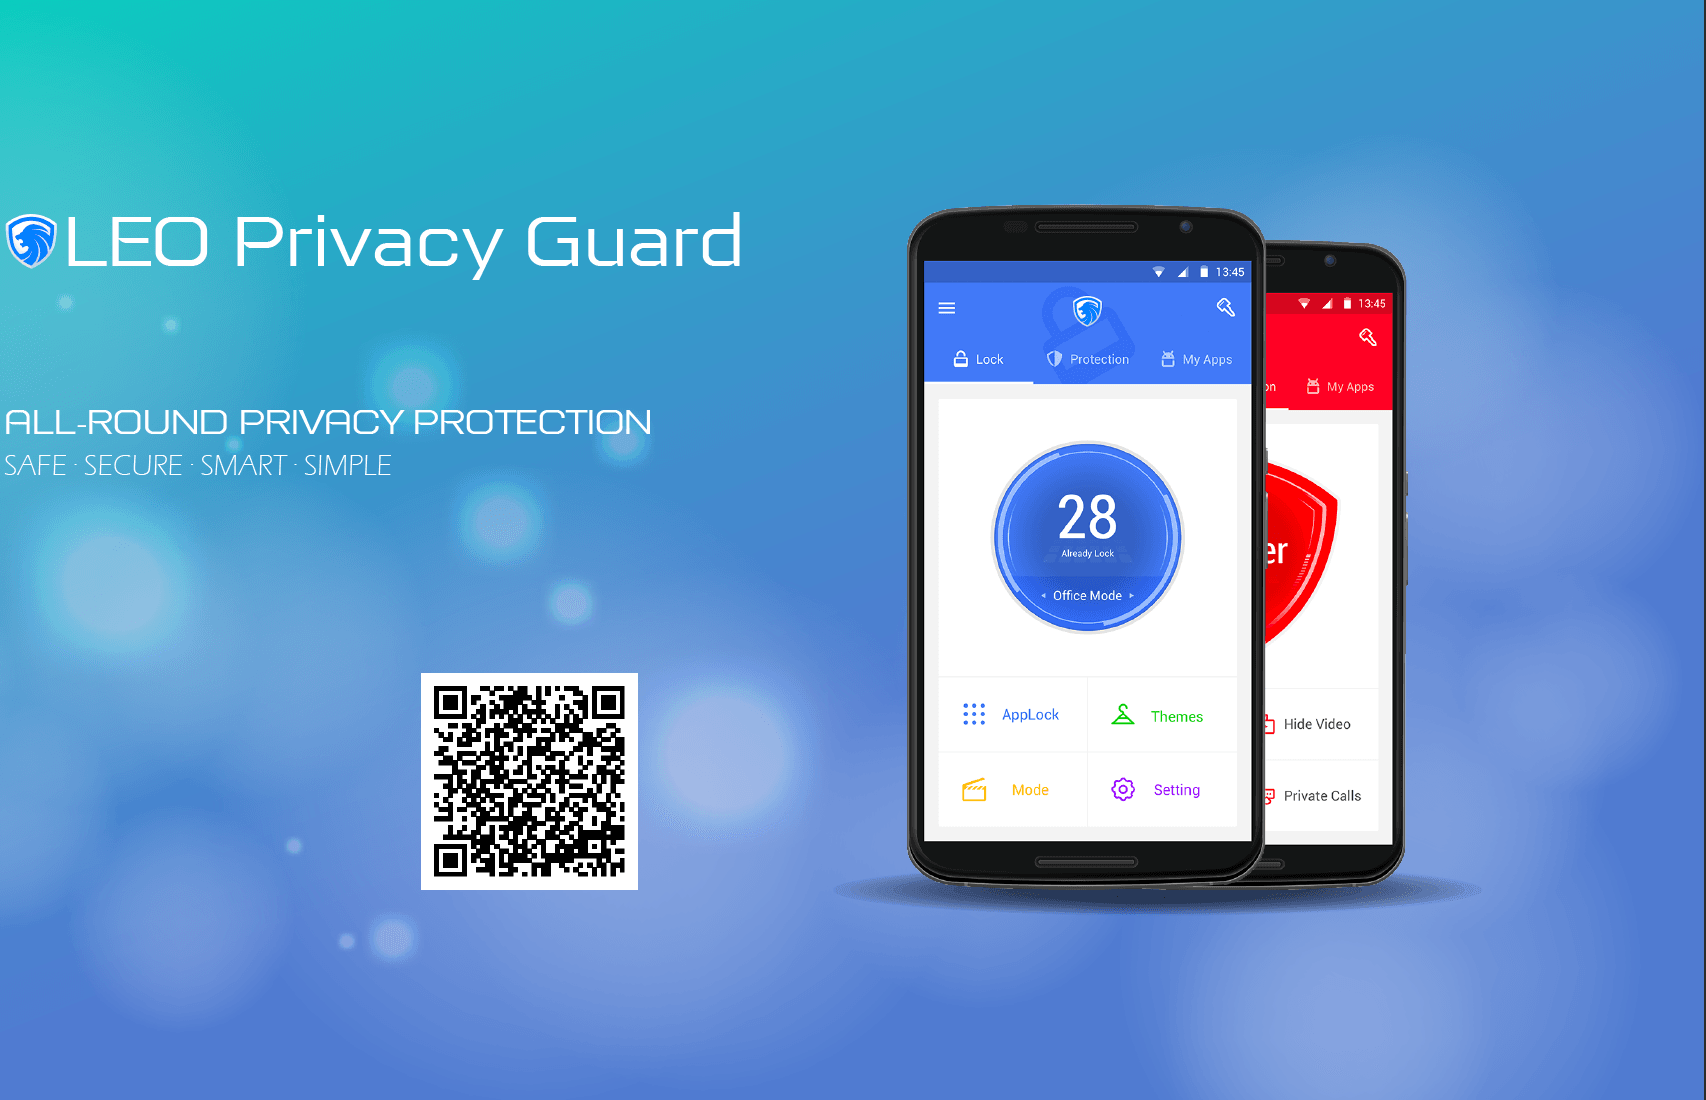 LEO Privacy Guard
ALL-ROUND PRIVACY PROTECTION
SAFE · SECURE · SMART · SIMPLE
13:45
Lock
Protection
My Apps
28
Already Lock
Office Mode
AppLock
Themes
Mode
Setting
13:45
My Apps
Hide Video
Private Calls